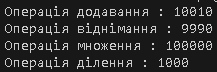 Операція додавання : 10010
Операція віднімання : 9990
Операція множення : 100000
Операція ділення : 1000